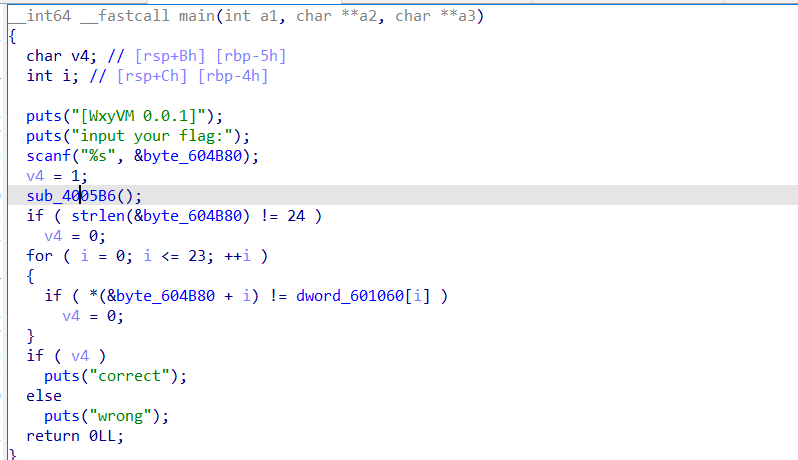 __int64 __fastcall main(int a1, char **a2, char **a3)
{
char v4; // [rsp+Bh] [rbp-5h]
int i; // [rsp+Ch] [rbp-4h]
puts("[WxyVM 0.0.1]");
puts("input your flag:");
scanf("%s", &byte_604B80);
v4 = 1;
sub_4005B6();
if ( strlen(&byte_604B80) != 24 )
v4 = 0;
for ( i = 0; i <= 23; ++i )
{
if ( *(&byte_604B80 + i) != dword_601060[i] )
v4 = 0;
}
if ( v4 )
puts("correct");
else
puts("wrong");
return 0LL;
}